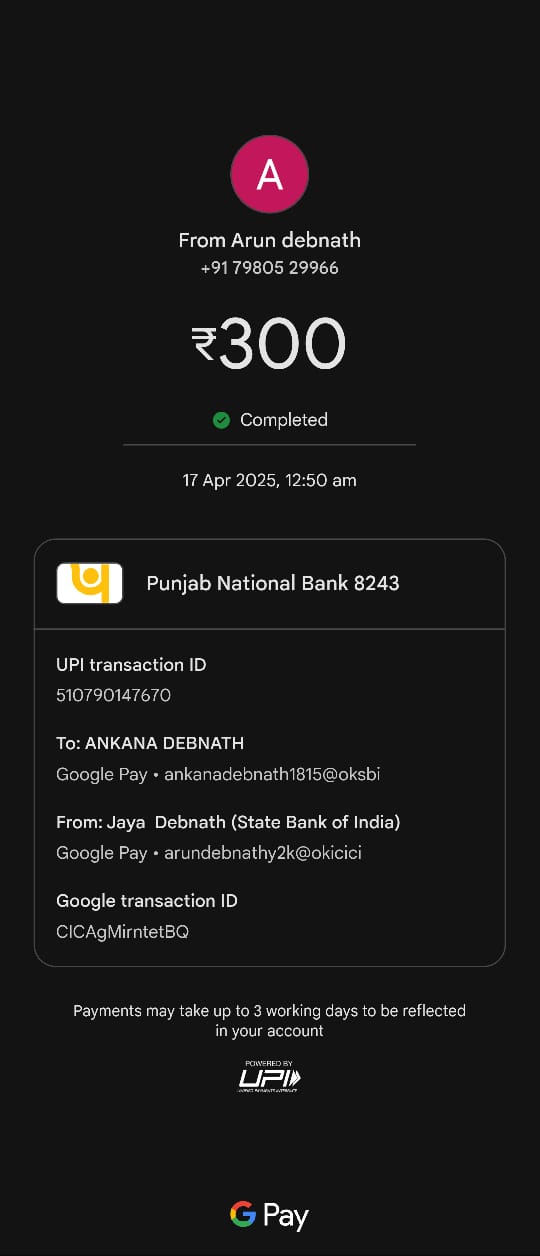 A
From Arun debnath
+91 79805 29966
₹300
Completed
17 Apr 2025, 12:50 am
Punjab National Bank 8243
UPI transaction ID
510790147670
To: ANKANA DEBNATH
Google Pay • ankanadebnath1815@oksbi
From: Jaya  Debnath (State Bank of India)
Google Pay • arundebnathy2k@okicici
Google transaction ID
CICAgMirntetBQ
Payments may take up to 3 working days to be reflected
in your account
POWERED BY
UPI
UNIFIED PAYMENTS INTERFACE
G Pay